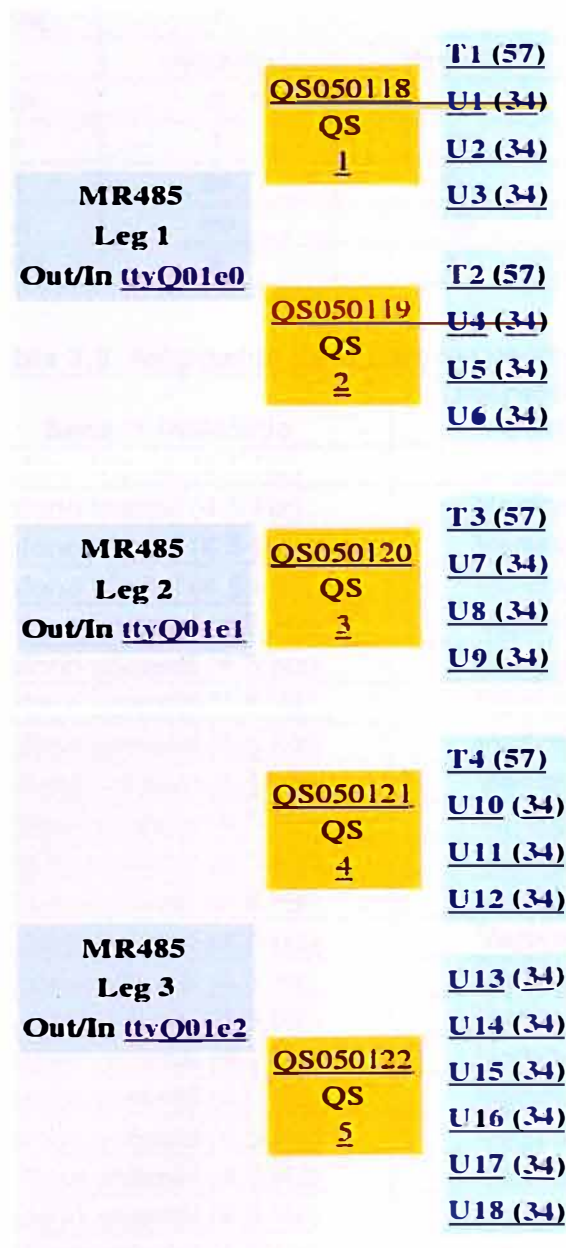 T1 (57)
QS050118
QS
1
U1 (34)
U2 (34)
U3 (34)
MR485
Leg 1
Out/In ttyQ01e0
T2 (57)
QS050119
QS
2
U4 (34)
U5 (34)
U6 (34)
T3 (57)
MR485
Leg 2
Out/In ttyQ01e1
QS050120
QS
3
U7 (34)
U8 (34)
U9 (34)
T4 (57)
QS050121
QS
4
U10 (34)
U11 (34)
U12 (34)
MR485
Leg 3
Out/In ttyQ01e2
QS050122
QS
5
U13 (34)
U14 (34)
U15 (34)
U16 (34)
U17 (34)
U18 (34)